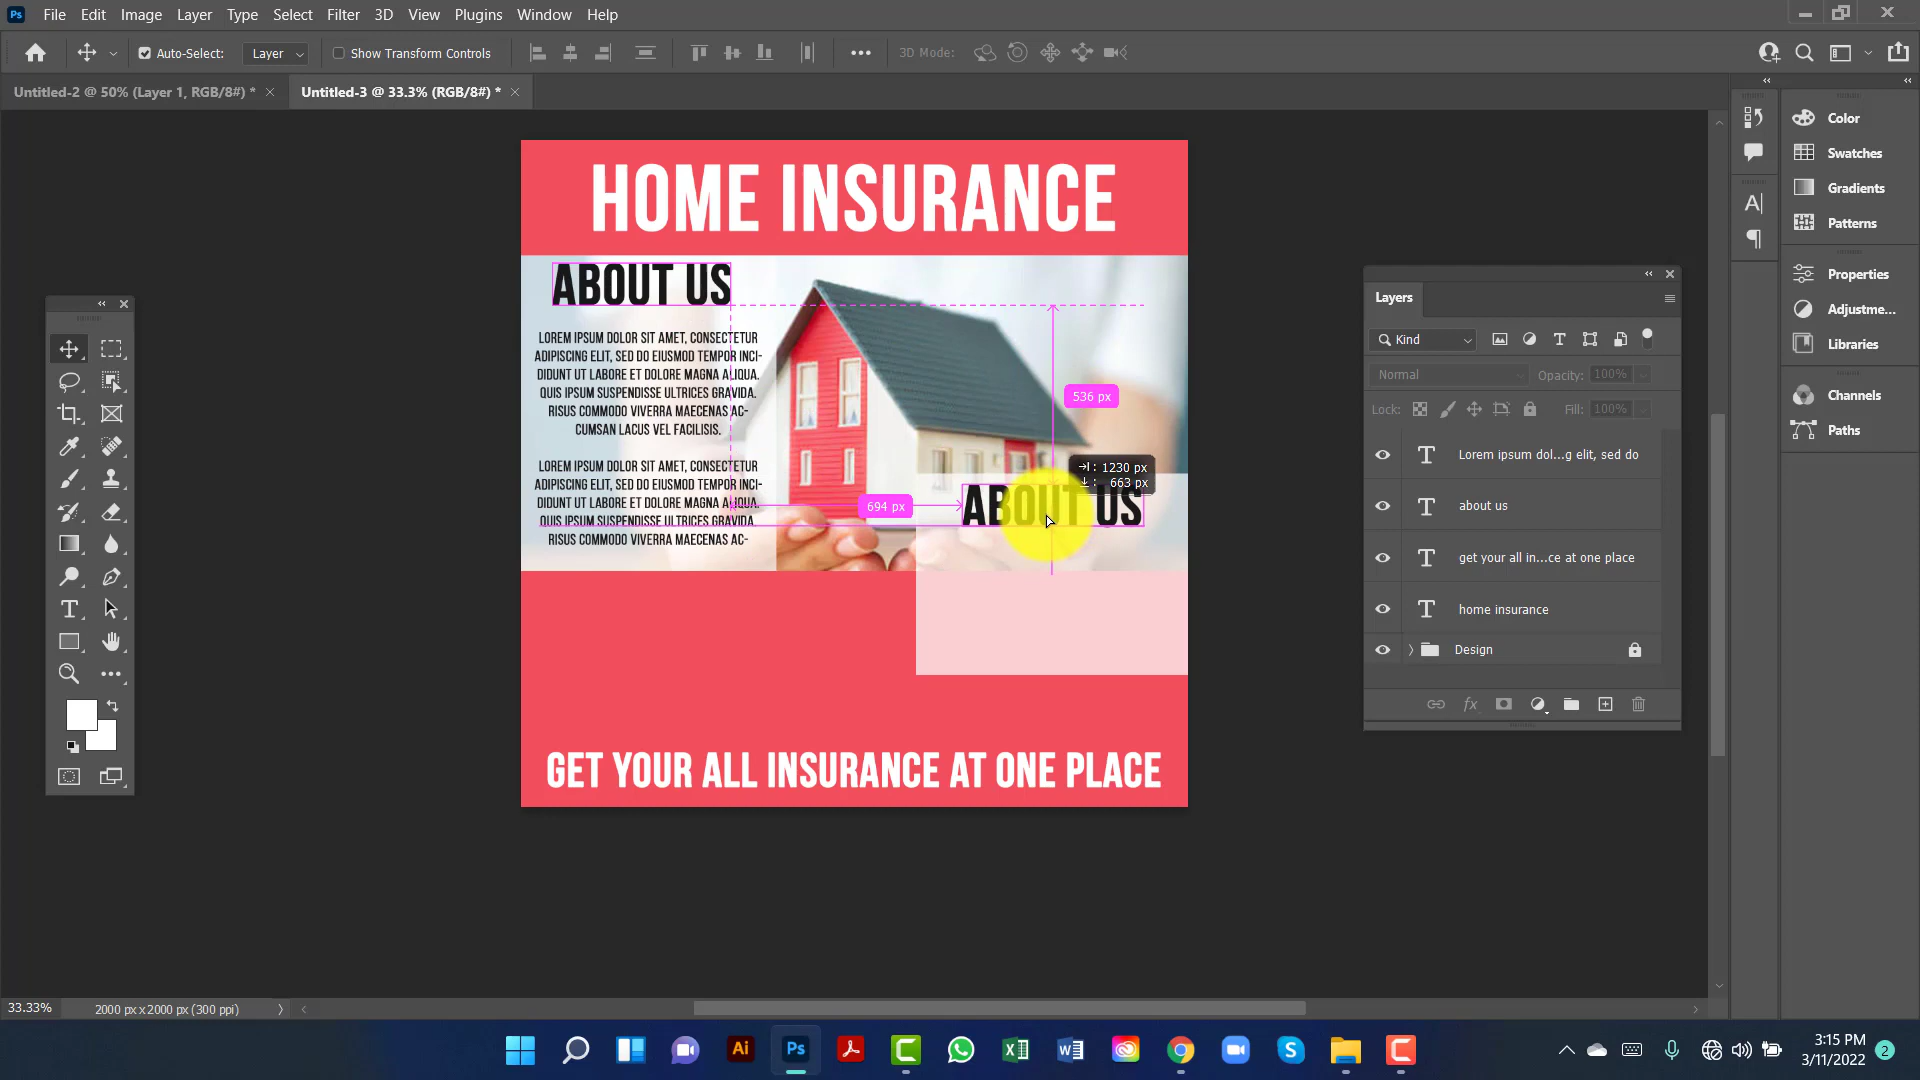 Ps File Edit Image Layer Type Select Filter 3D View Plugins Window Help
Auto-Select: Layer Show Transform Controls 3D Mode:
Untitled-2 @ 50% (Layer 1, RGB/8#) * Untitled-3 @ 33.3% (RGB/8#) *
HOME INSURANCE
ABOUT US
LOREM IPSUM DOLOR SIT AMET, CONSECTETUR
ADIPISCING ELIT, SED DO EIUSMOD TEMPOR INCI-
DIDUNT UT LABORE ET DOLORE MAGNA ALIQUA.
QUIS IPSUM SUSPENDISSE ULTRICES GRAVIDA.
RISUS COMMODO VIVERRA MAECENAS AC-
CUMSAN LACUS VEL FACILISIS.
LOREM IPSUM DOLOR SIT AMET, CONSECTETUR
ADIPISCING ELIT, SED DO EIUSMOD TEMPOR INCI-
DIDUNT UT LABORE ET DOLORE MAGNA ALIQUA.
QUIS IPSUM SUSPENDISSE ULTRICES GRAVIDA.
RISUS COMMODO VIVERRA MAECENAS AC-
536 px
: 1230 px
: 663 px
694 px
ABOUT US
GET YOUR ALL INSURANCE AT ONE PLACE
Layers
Kind
Normal Opacity: 100%
Lock: Fill: 100%
Lorem ipsum dol...g elit, sed do
about us
get your all in...ce at one place
home insurance
Design
Color
Swatches
Gradients
Patterns
Properties
Adjustme...
Libraries
Channels
Paths
33.33% 2000 px x 2000 px (300 ppi)
Ai Ps
3:15 PM
3/11/2022 2